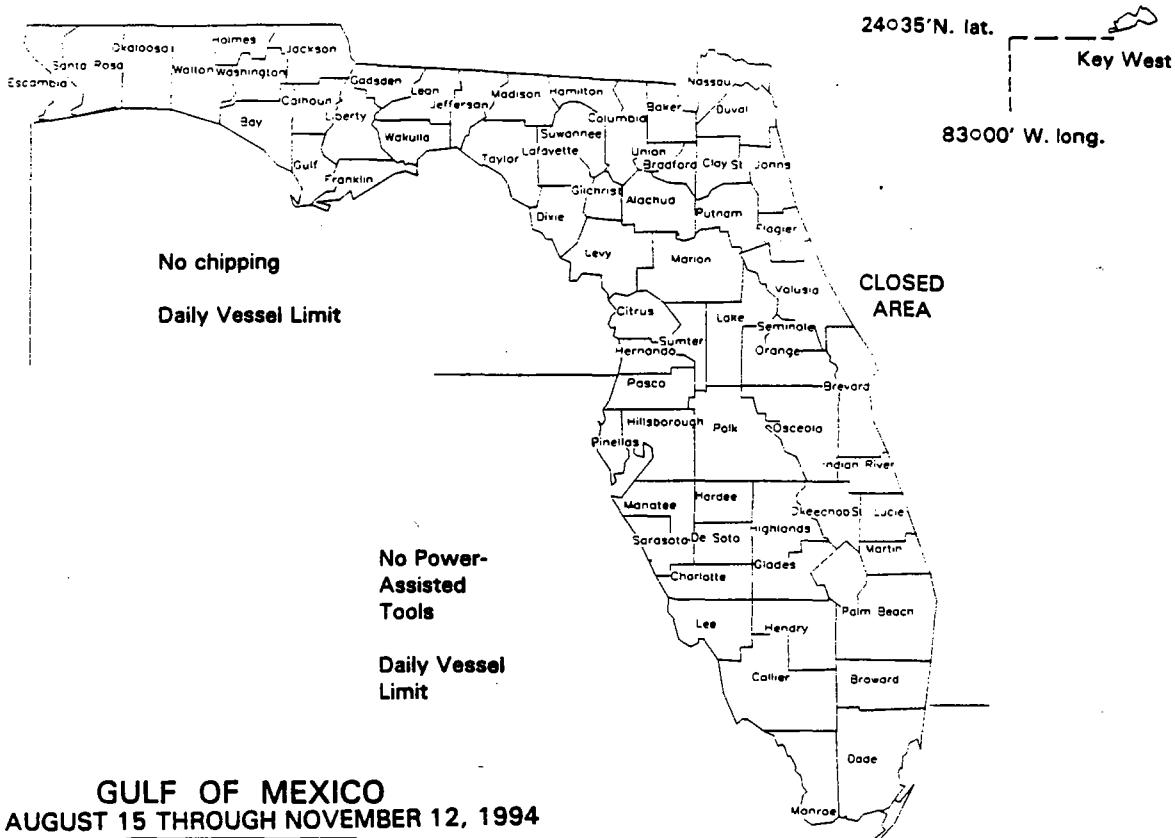 24○35'N. lat.
Key West
83○00' W. long.
Escambia
Santa Rosa
Okaloosa
Walton
Holmes
Washington
Jackson
Bay
Calhoun
Gulf
Liberty
Gadsden
Franklin
Leon
Wakulla
Jefferson
Madison
Taylor
Hamilton
Suwannee
Lafayette
Dixie
Columbia
Gilchrist
Baker
Union
Bradford
Alachua
Levy
Nassau
Duval
Clay
St Johns
Putnam
Flagler
Marion
Volusia
Citrus
Sumter
Lake
Seminole
Orange
Hernando
Pasco
Brevard
Hillsborough
Pinellas
Polk
Osceola
Indian River
Manatee
Hardee
Highlands
Okeechob
St Lucie
Sarasota
De Soto
Martin
Charlotte
Glades
Lee
Hendry
Palm Beach
Collier
Broward
Dade
Monroe
No chipping
Daily Vessel Limit
CLOSED
AREA
No Power-
Assisted
Tools
Daily Vessel
Limit
GULF OF MEXICO
AUGUST 15 THROUGH NOVEMBER 12, 1994